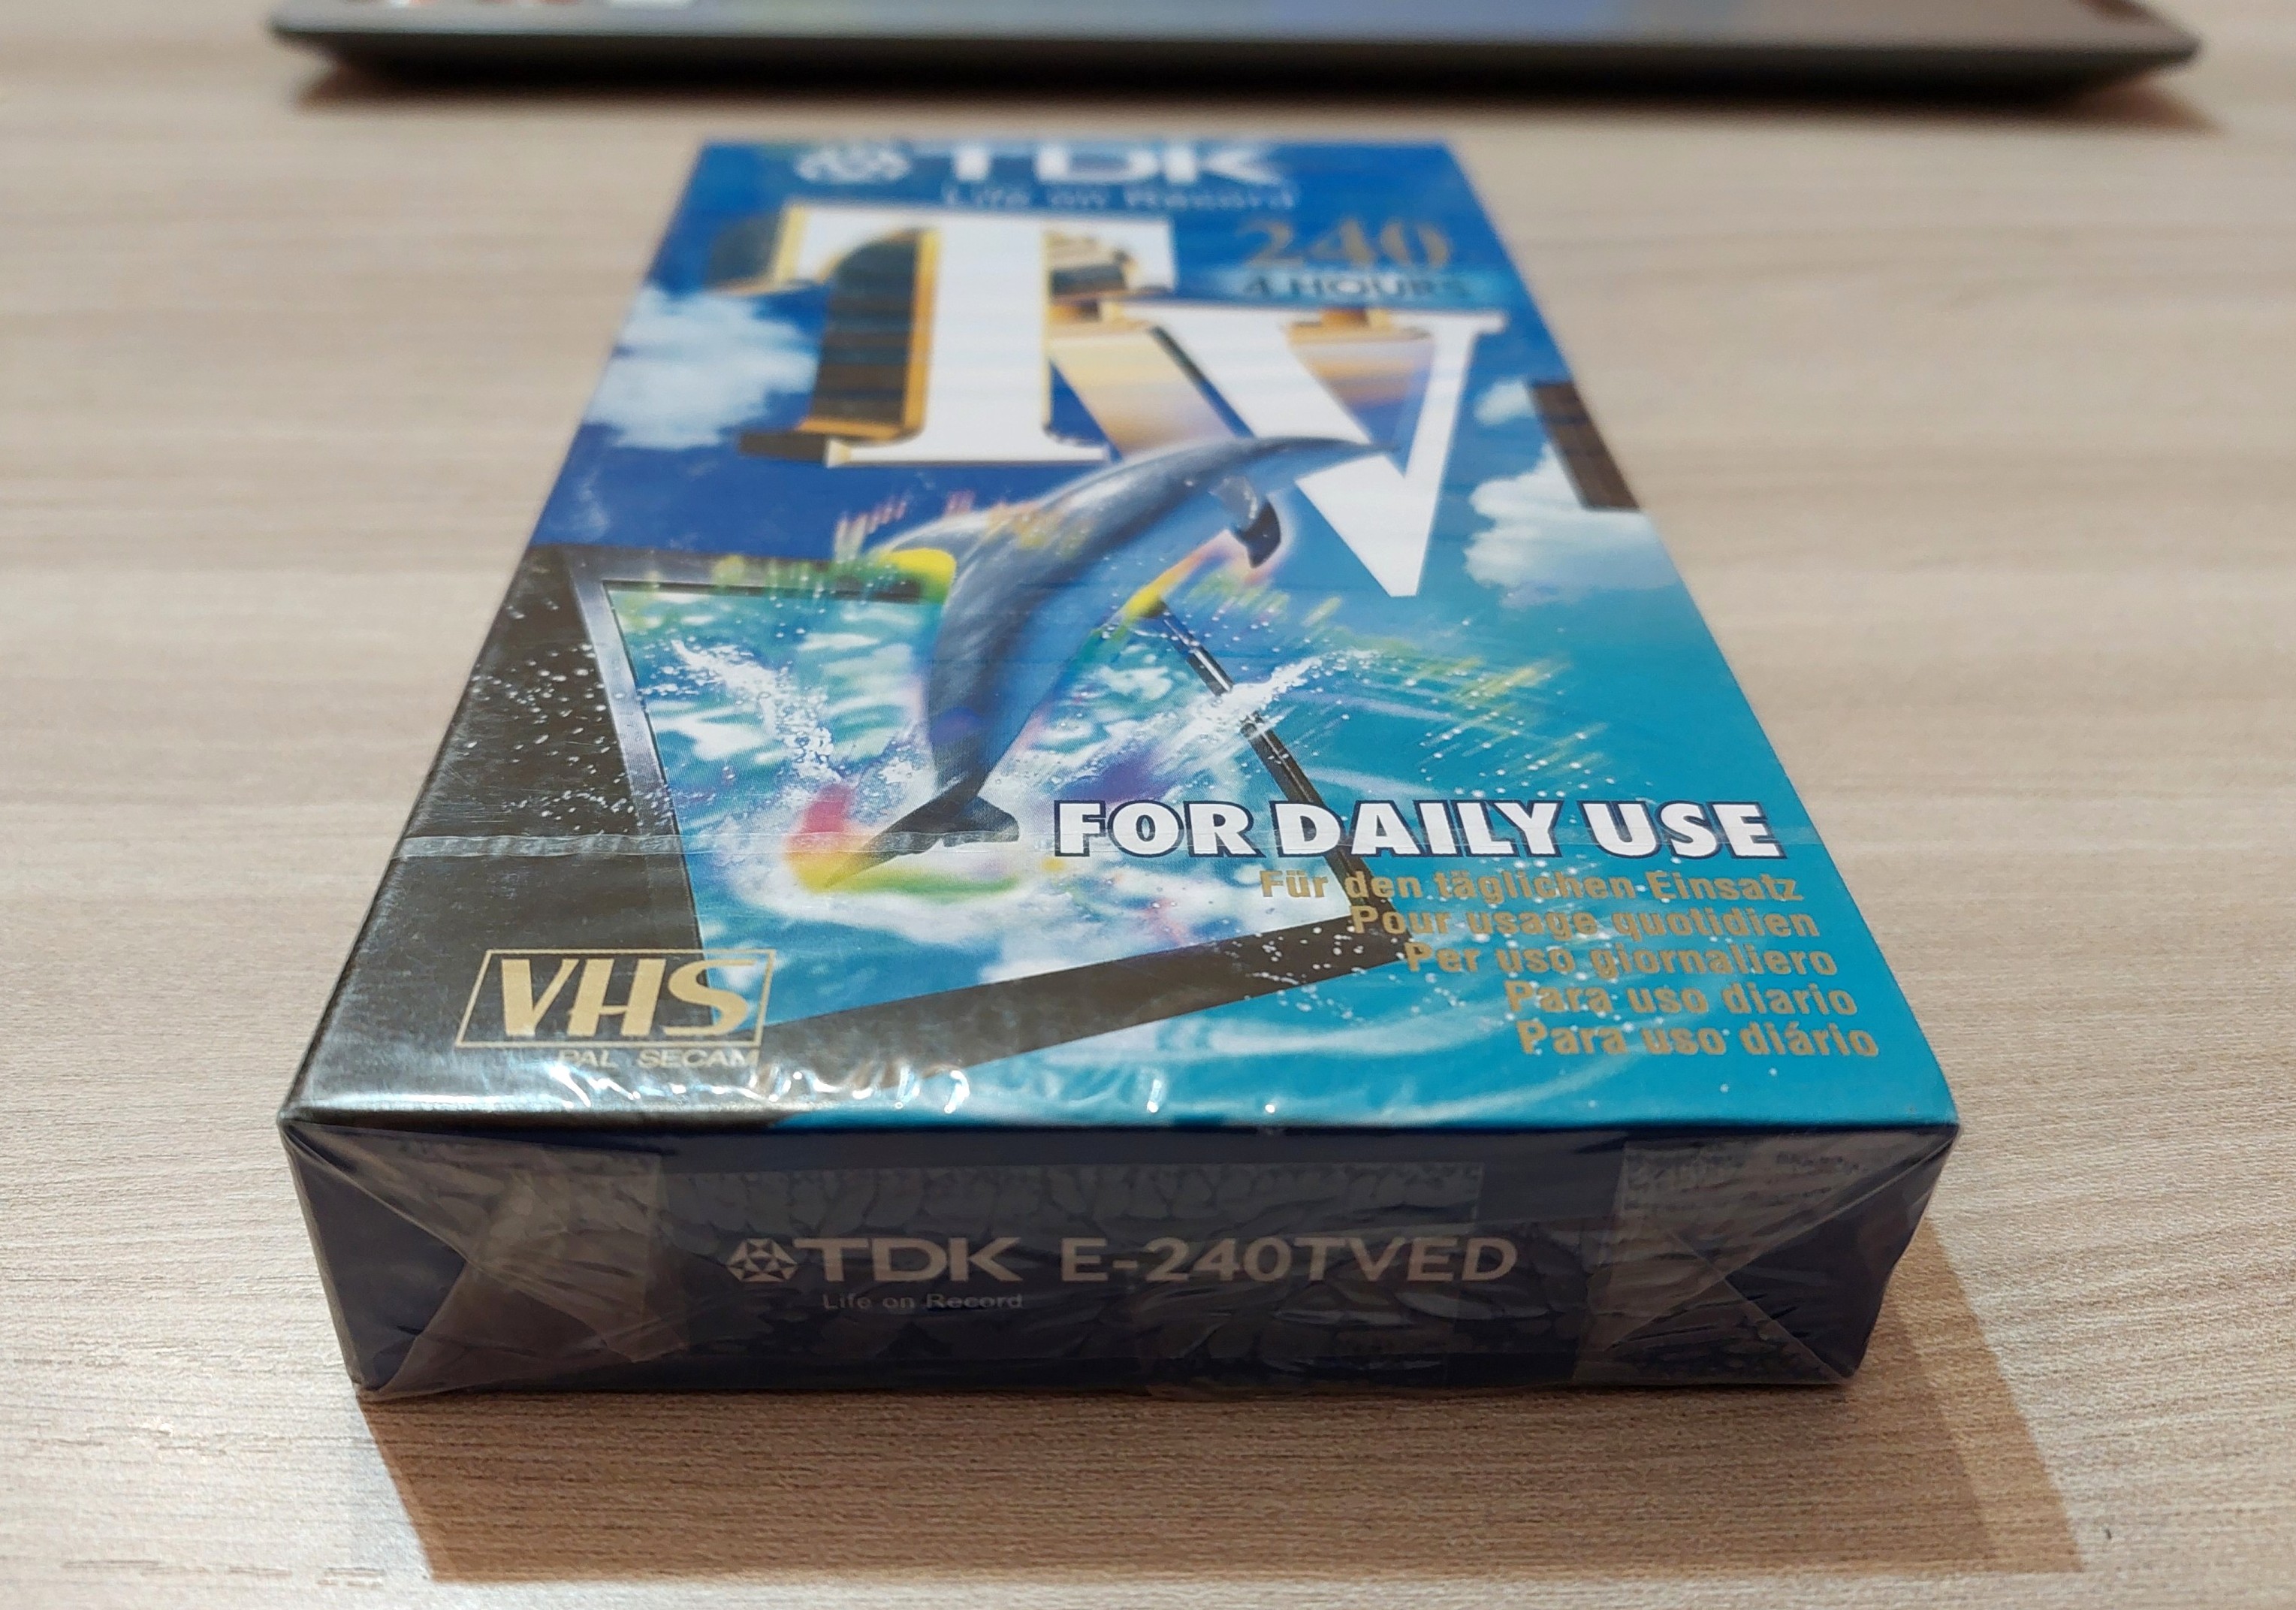 TDK
Life on Record
240
4 HOURS
TV
FOR DAILY USE
Für den täglichen Einsatz
Pour usage quotidien
Per uso giornaliero
Para uso diario
Para uso diário
VHS
PAL SECAM
TDK E-240TVED
Life on Record